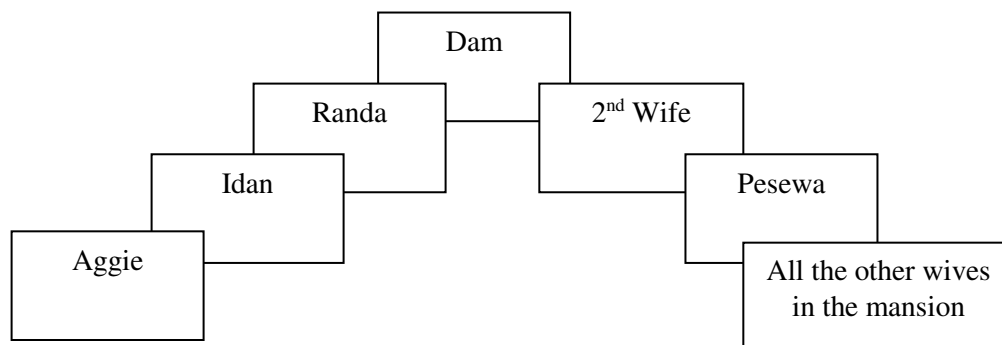 Dam
Randa
2nd Wife
Idan
Pesewa
Aggie
All the other wives
in the mansion